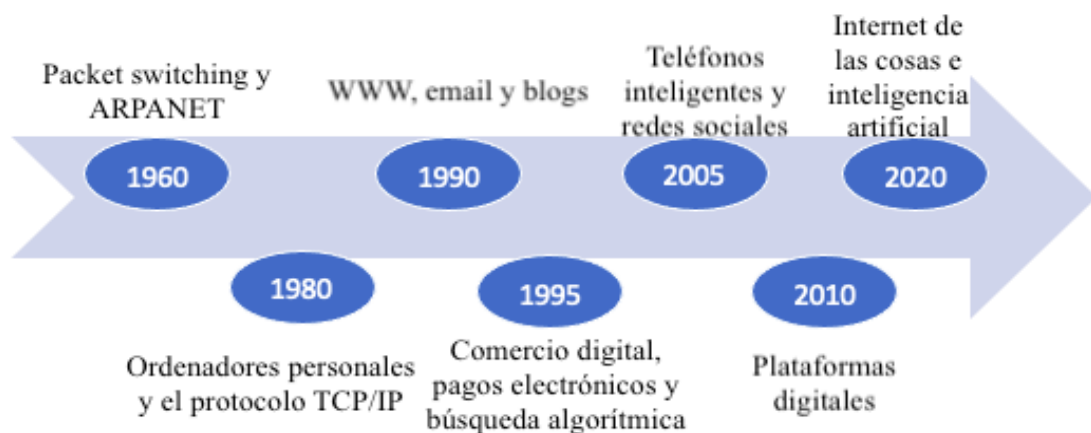 Packet switching y
ARPANET
1960
Ordenadores personales
y el protocolo TCP/IP
1980
WWW, email y blogs
1990
Comercio digital,
pagos electrónicos y
búsqueda algorítmica
1995
Teléfonos
inteligentes y
redes sociales
2005
Plataformas
digitales
2010
Internet de
las cosas e
inteligencia
artificial
2020